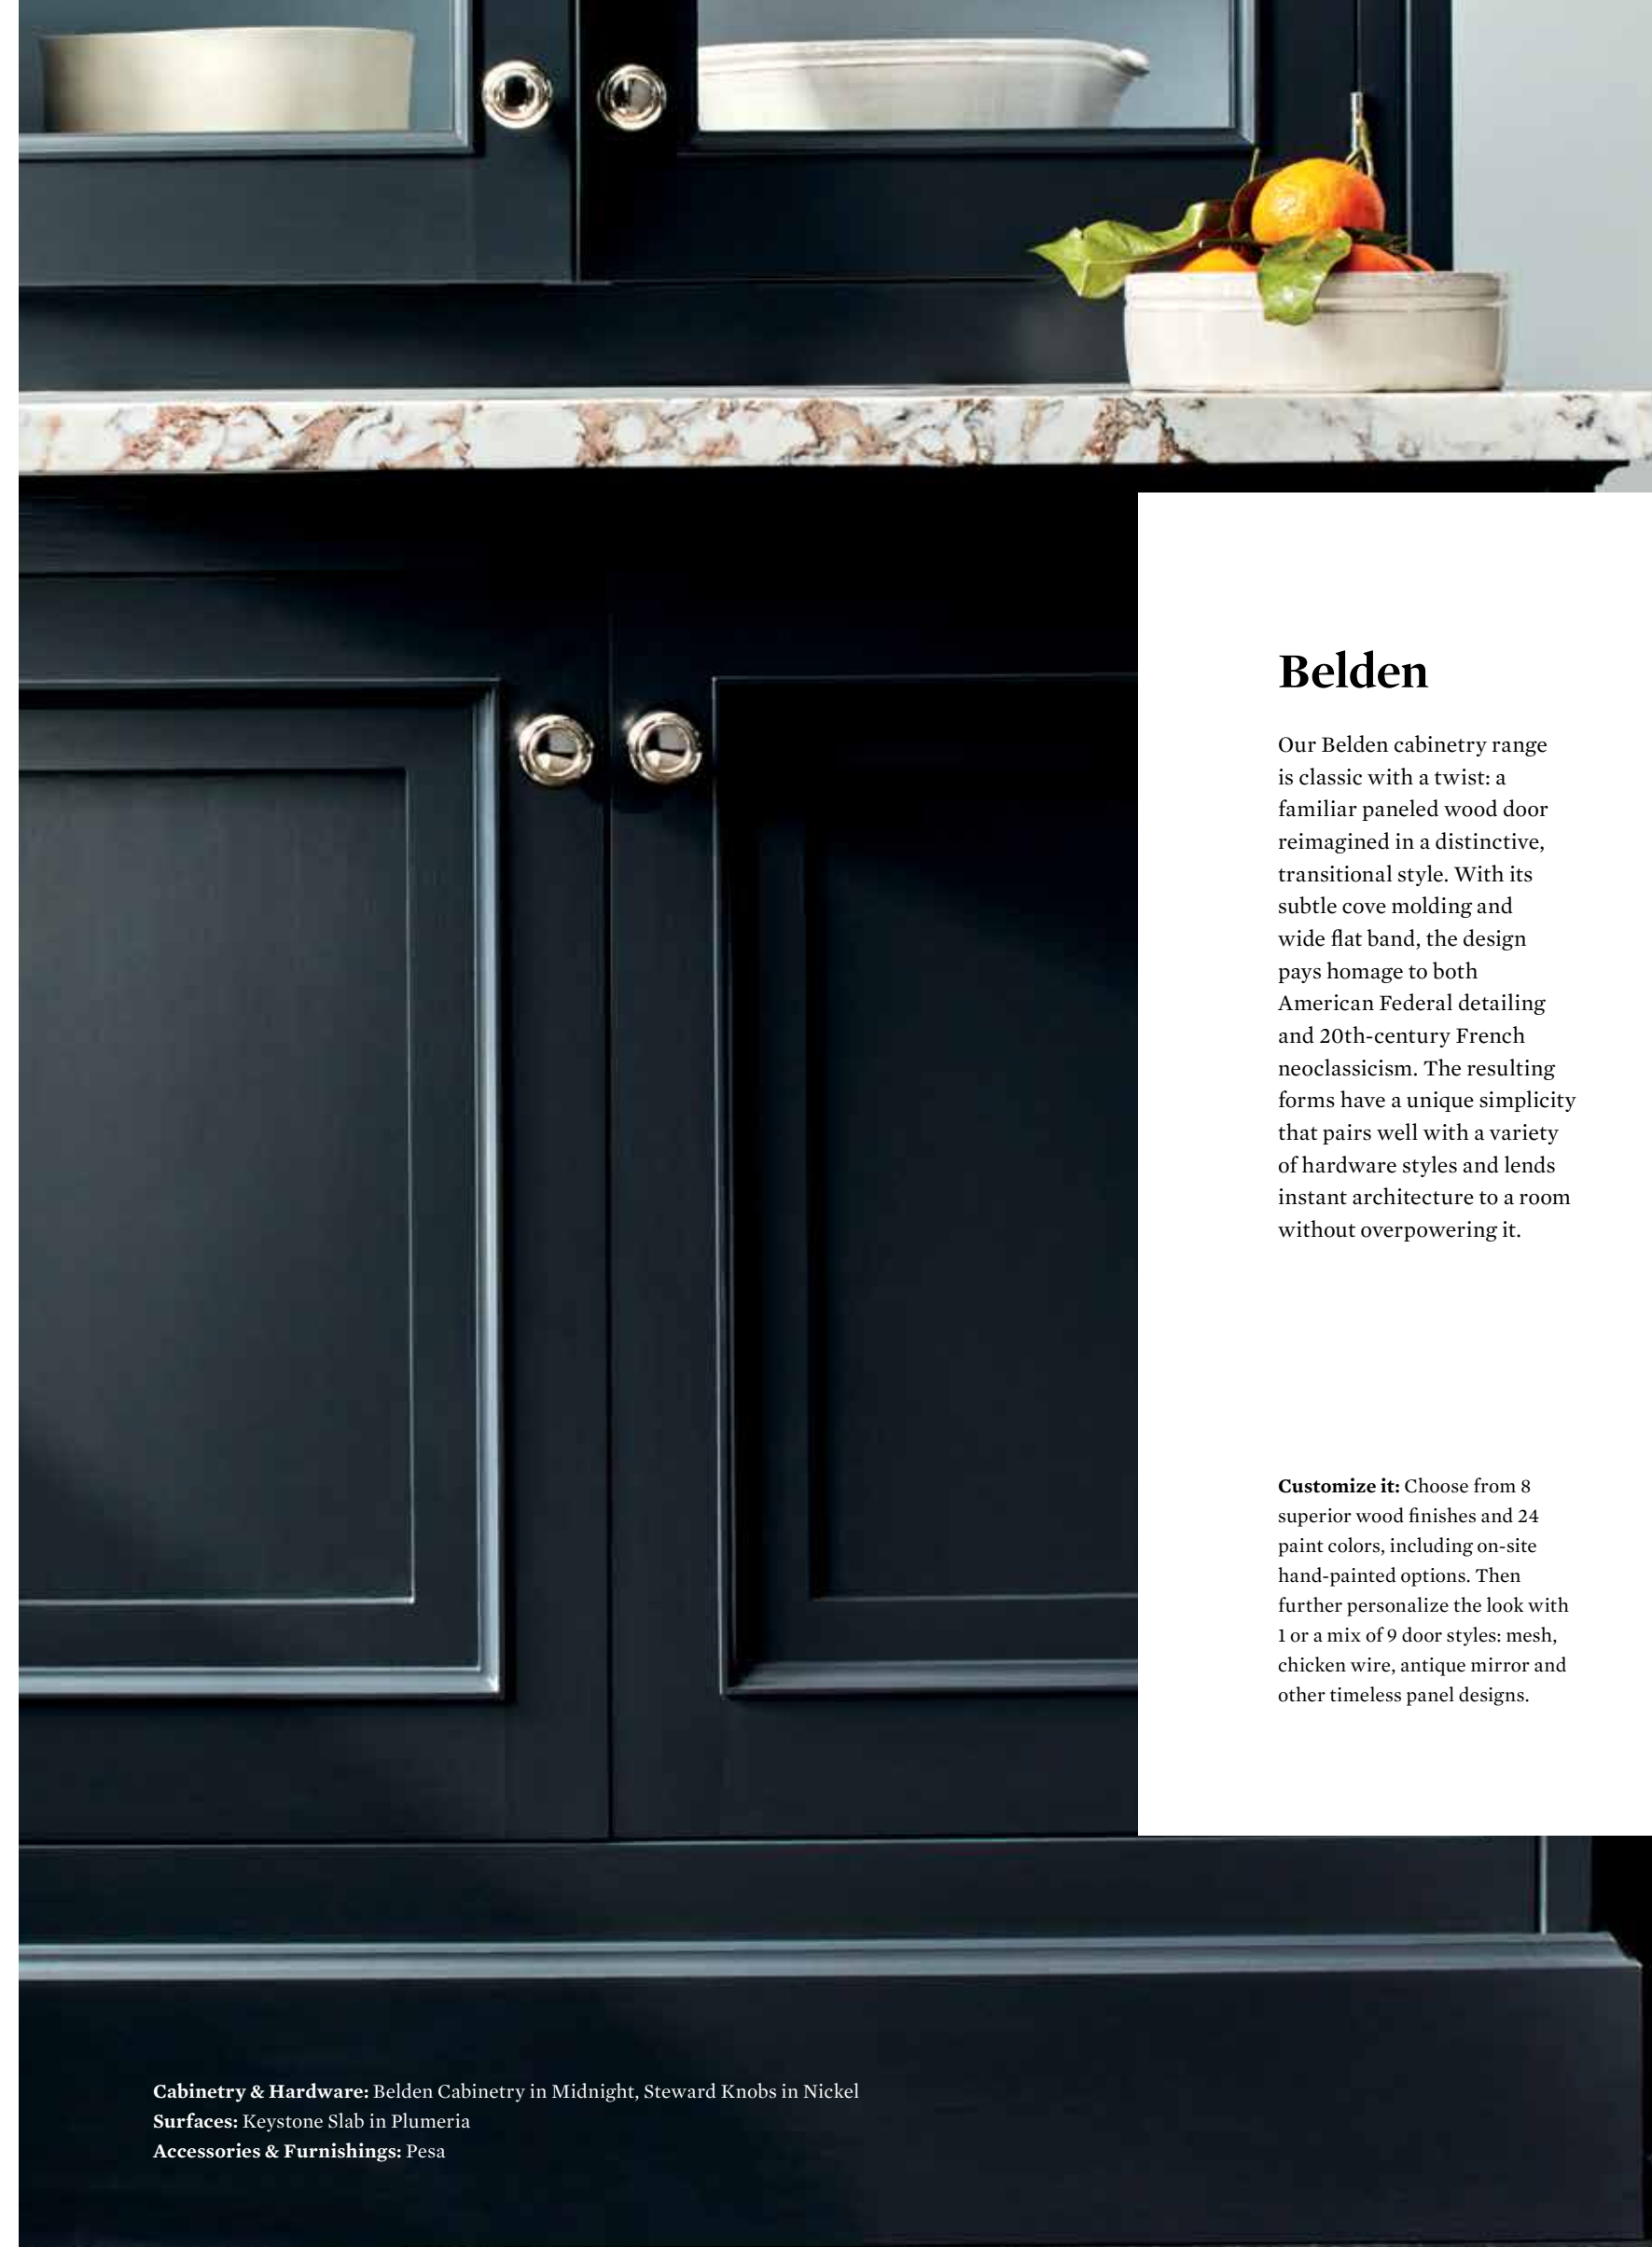 Belden
Our Belden cabinetry range
is classic with a twist: a
familiar paneled wood door
reimagined in a distinctive,
transitional style. With its
subtle cove molding and
wide flat band, the design
pays homage to both
American Federal detailing
and 20th-century French
neoclassicism. The resulting
forms have a unique simplicity
that pairs well with a variety
of hardware styles and lends
instant architecture to a room
without overpowering it.
Customize it: Choose from 8
superior wood finishes and 24
paint colors, including on-site
hand-painted options. Then
further personalize the look with
1 or a mix of 9 door styles: mesh,
chicken wire, antique mirror and
other timeless panel designs.
Cabinetry & Hardware: Belden Cabinetry in Midnight, Steward Knobs in Nickel
Surfaces: Keystone Slab in Plumeria
Accessories & Furnishings: Pesa